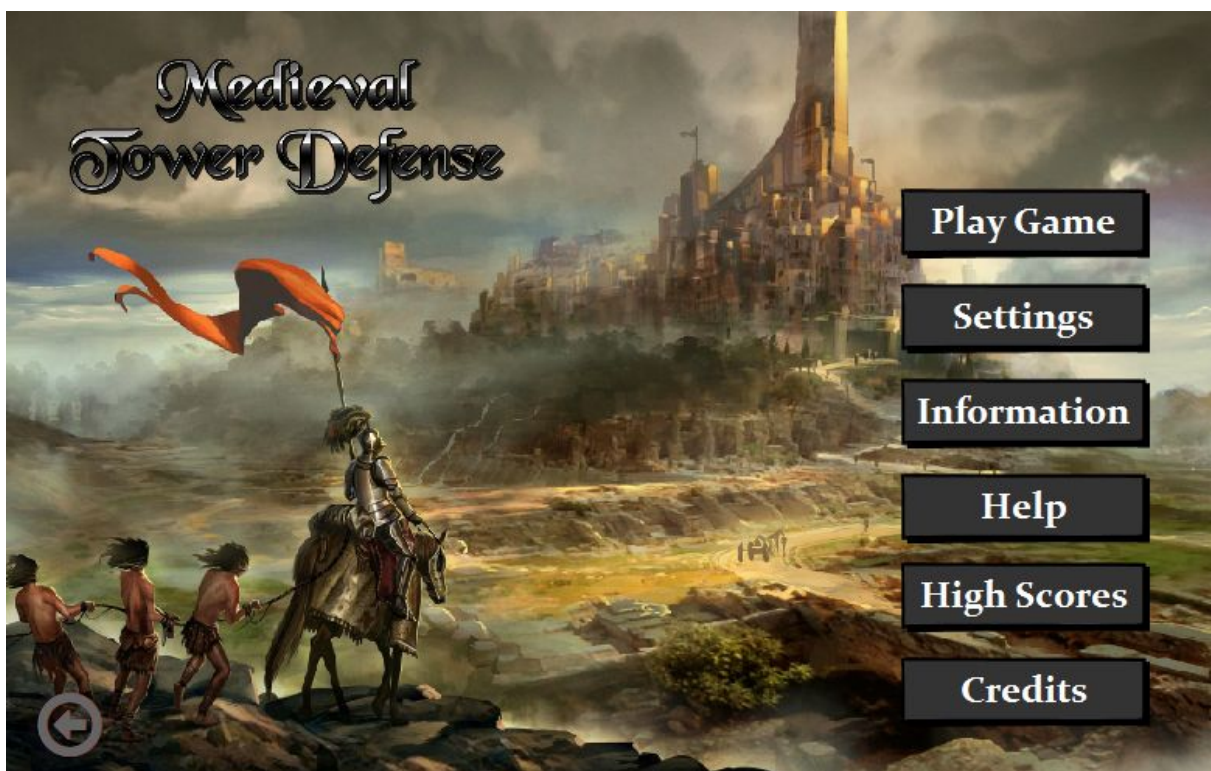 Medieval
Tower Defense
Play Game
Settings
Information
Help
High Scores
Credits